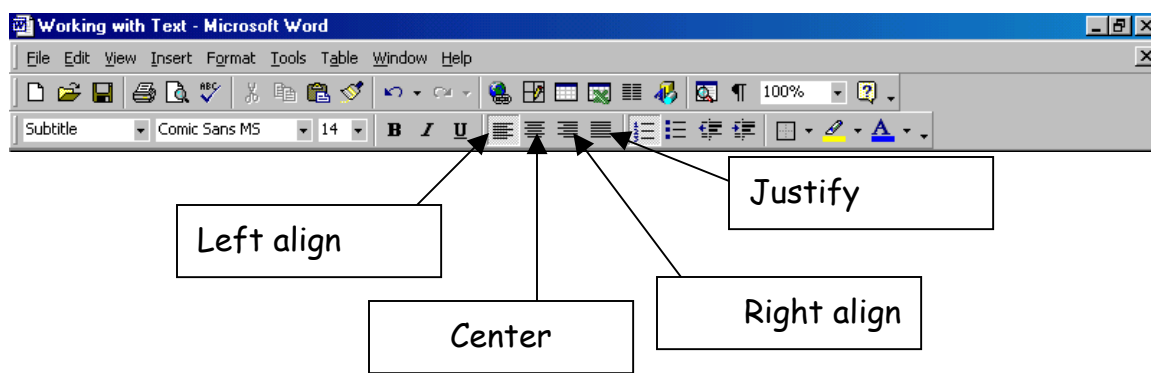 Working with Text - Microsoft Word
File Edit View Insert Format Tools Table Window Help
ABC 100%
Subtitle Comic Sans MS 14 B I U A
Justify
Left align
Right align
Center